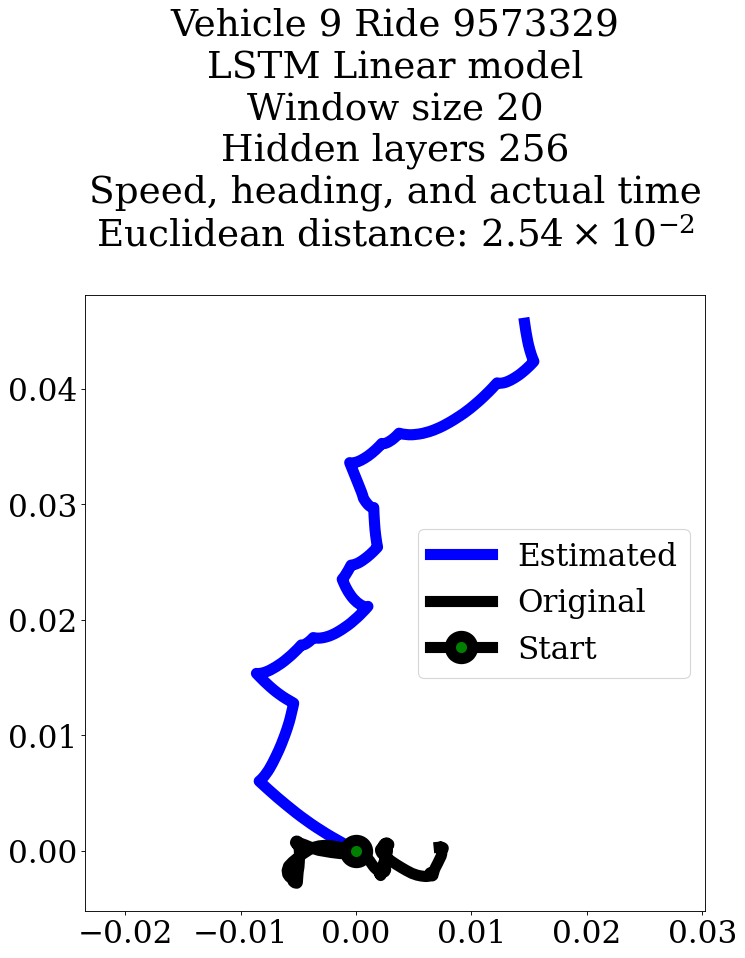 Vehicle 9 Ride 9573329
LSTM Linear model
Window size 20
Hidden layers 256
Speed, heading, and actual time
Euclidean distance: 2.54 × 10⁻²
0.04
0.03
0.02
0.01
0.00
Estimated
Original
Start
−0.02 −0.01 0.00 0.01 0.02 0.03